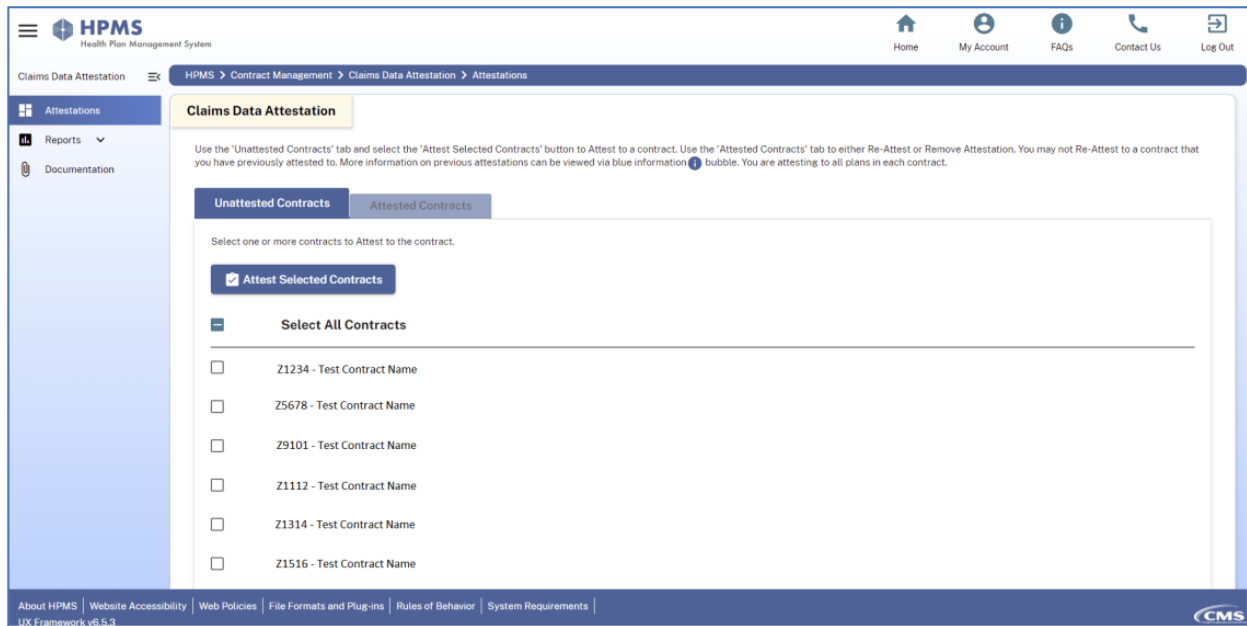 HPMS
Health Plan Management System
Home
My Account
FAQs
Contact Us
Log Out
Claims Data Attestation
HPMS > Contract Management > Claims Data Attestation > Attestations
Attestations
Reports
Documentation
Claims Data Attestation
Use the 'Unattested Contracts' tab and select the 'Attest Selected Contracts' button to Attest to a contract. Use the 'Attested Contracts' tab to either Re-Attest or Remove Attestation. You may not Re-Attest to a contract that
you have previously attested to. More information on previous attestations can be viewed via blue information i bubble. You are attesting to all plans in each contract.
Unattested Contracts
Attested Contracts
Select one or more contracts to Attest to the contract.
Attest Selected Contracts
Select All Contracts
Z1234 - Test Contract Name
Z5678 - Test Contract Name
Z9101 - Test Contract Name
Z1112 - Test Contract Name
Z1314 - Test Contract Name
Z1516 - Test Contract Name
About HPMS | Website Accessibility | Web Policies | File Formats and Plug-ins | Rules of Behavior | System Requirements |
UX Framework v6.5.3
CMS